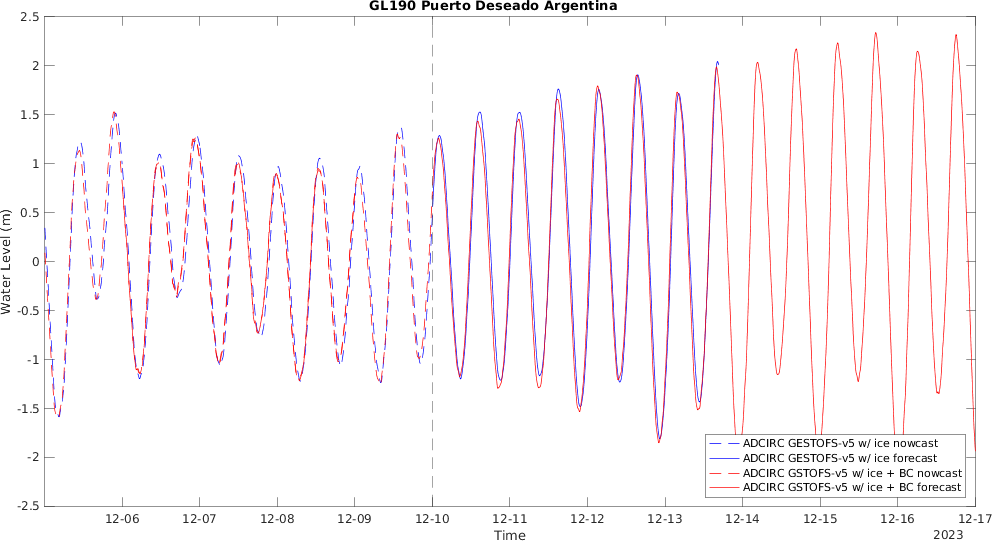 GL190 Puerto Deseado Argentina
2.5
2
1.5
1
0.5
0
-0.5
-1
-1.5
-2
-2.5
Water Level (m)
ADCIRC GESTOFS-v5 w/ ice nowcast
ADCIRC GESTOFS-v5 w/ ice forecast
ADCIRC GSTOFS-v5 w/ ice + BC nowcast
ADCIRC GSTOFS-v5 w/ ice + BC forecast
12-06 12-07 12-08 12-09 12-10 12-11 12-12 12-13 12-14 12-15 12-16 12-17
Time
2023